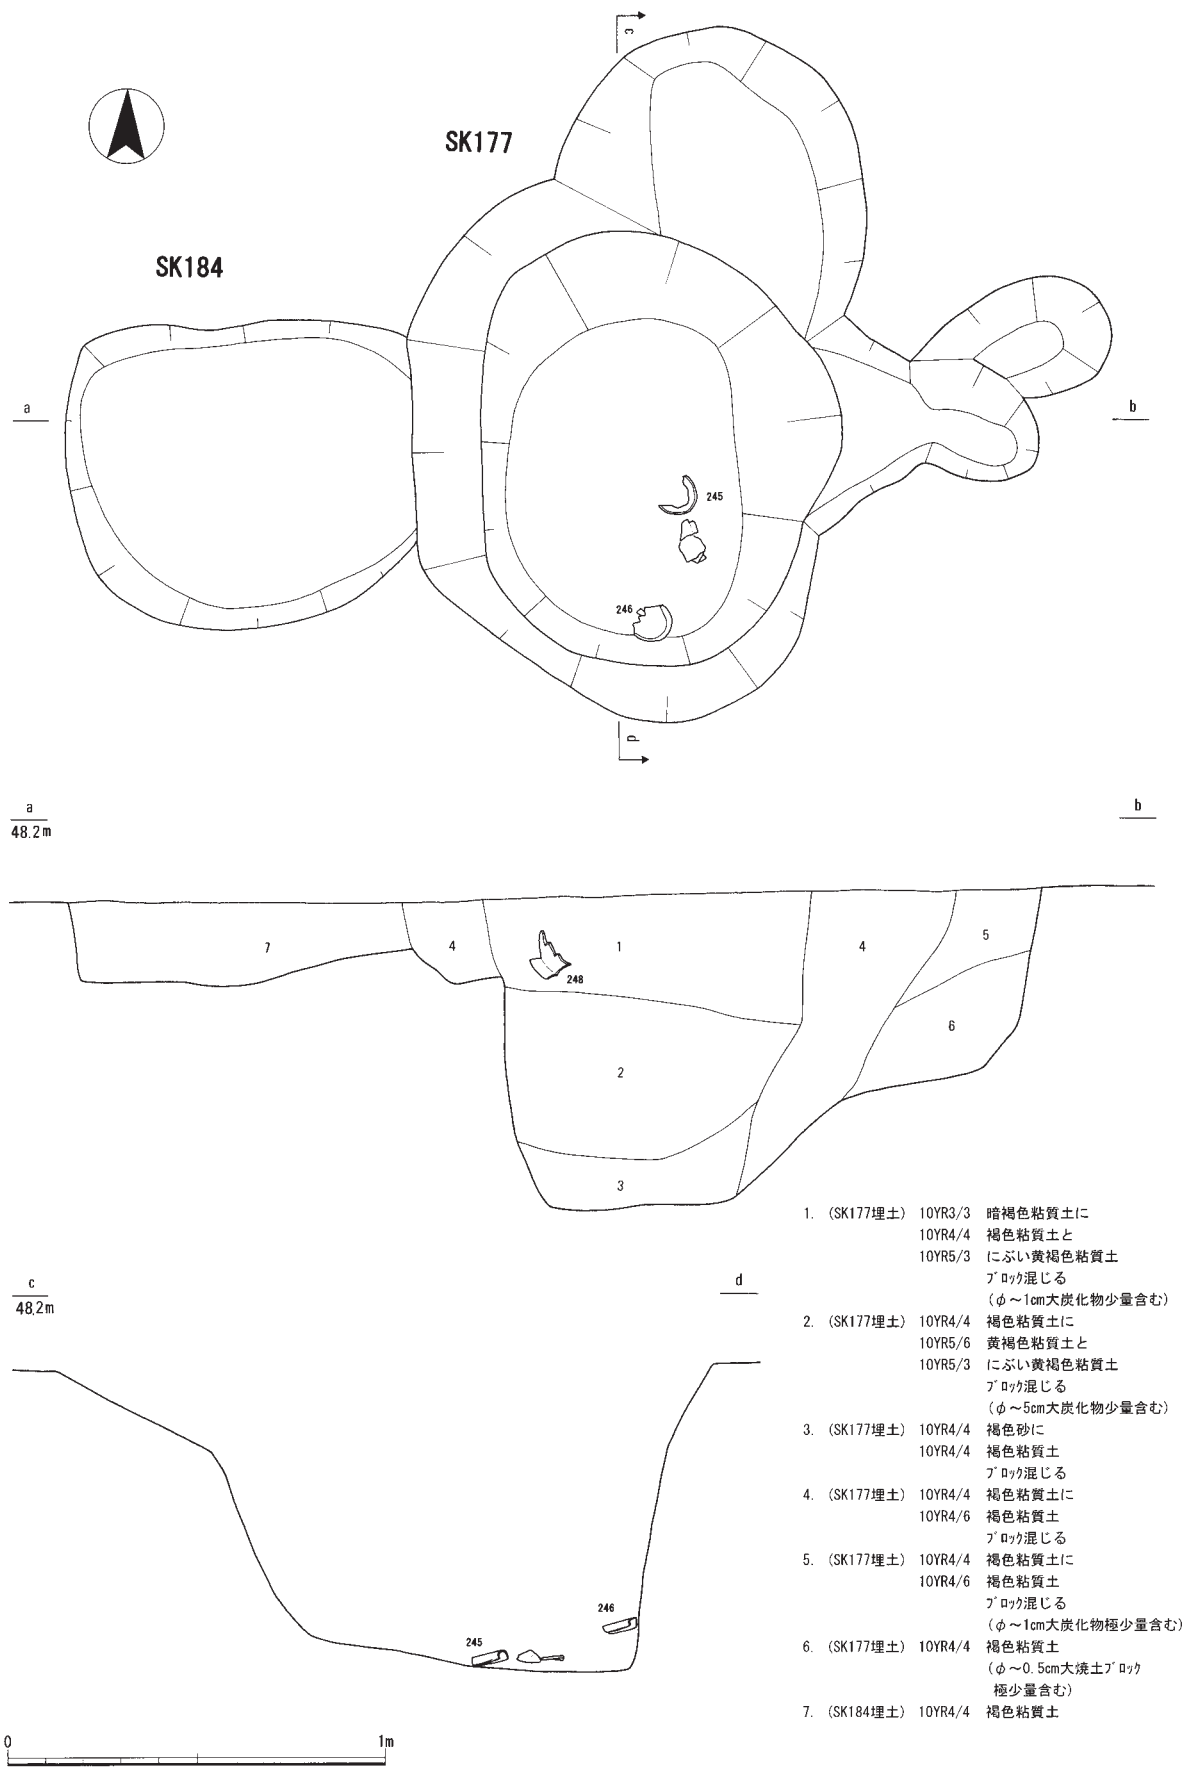 c
SK177
SK184
a
b
245
246
d
a
48.2m
b
7
4
1
4
5
248
6
2
3
c
48.2m
d
245
246
1. (SK177埋土) 10YR3/3 暗褐色粘質土に
10YR4/4 褐色粘質土と
10YR5/3 にぶい黄褐色粘質土
ﾌﾞﾛｯｸ混じる
(φ～1cm大炭化物少量含む)
2. (SK177埋土) 10YR4/4 褐色粘質土に
10YR5/6 黄褐色粘質土と
10YR5/3 にぶい黄褐色粘質土
ﾌﾞﾛｯｸ混じる
(φ～5cm大炭化物少量含む)
3. (SK177埋土) 10YR4/4 褐色砂に
10YR4/4 褐色粘質土
ﾌﾞﾛｯｸ混じる
4. (SK177埋土) 10YR4/4 褐色粘質土に
10YR4/6 褐色粘質土
ﾌﾞﾛｯｸ混じる
5. (SK177埋土) 10YR4/4 褐色粘質土に
10YR4/6 褐色粘質土
ﾌﾞﾛｯｸ混じる
(φ～1cm大炭化物極少量含む)
6. (SK177埋土) 10YR4/4 褐色粘質土
(φ～0.5cm大焼土ﾌﾞﾛｯｸ
極少量含む)
7. (SK184埋土) 10YR4/4 褐色粘質土
0 1m